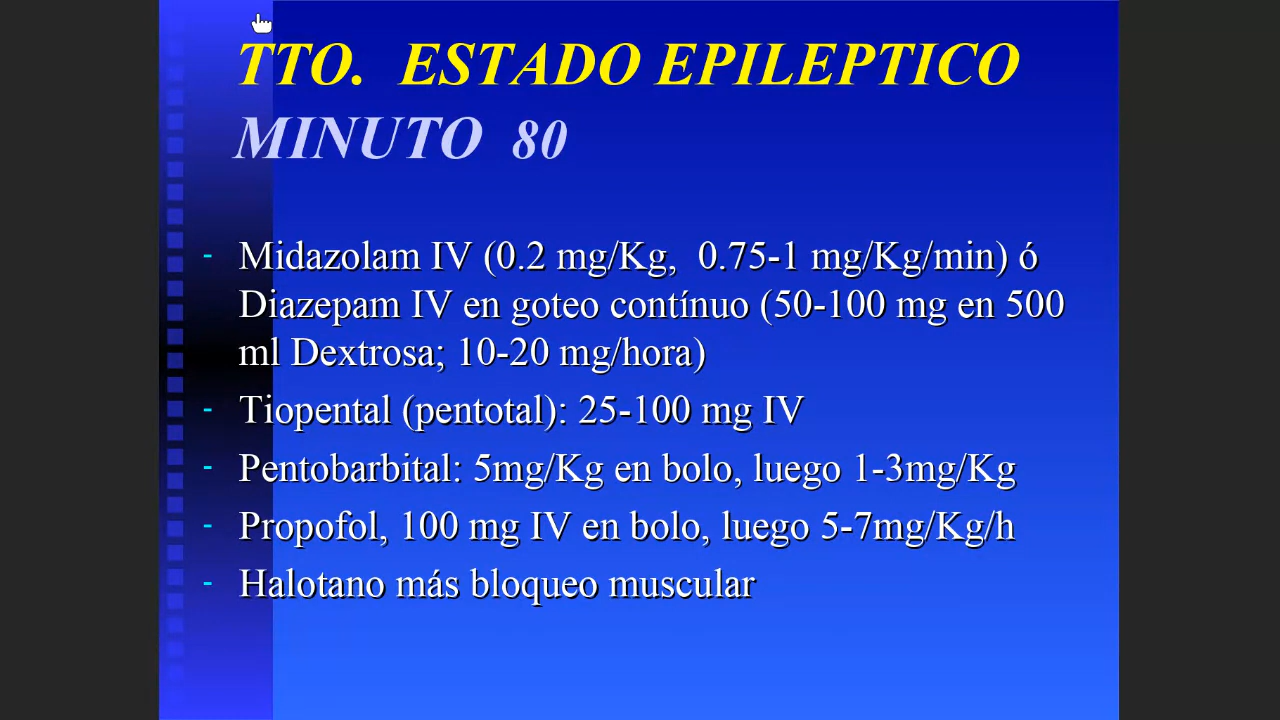 TTO. ESTADO EPILEPTICO
MINUTO 80
- Midazolam IV (0.2 mg/Kg, 0.75-1 mg/Kg/min) ó
Diazepam IV en goteo contínuo (50-100 mg en 500
ml Dextrosa; 10-20 mg/hora)
- Tiopental (pentotal): 25-100 mg IV
- Pentobarbital: 5mg/Kg en bolo, luego 1-3mg/Kg
- Propofol, 100 mg IV en bolo, luego 5-7mg/Kg/h
- Halotano más bloqueo muscular